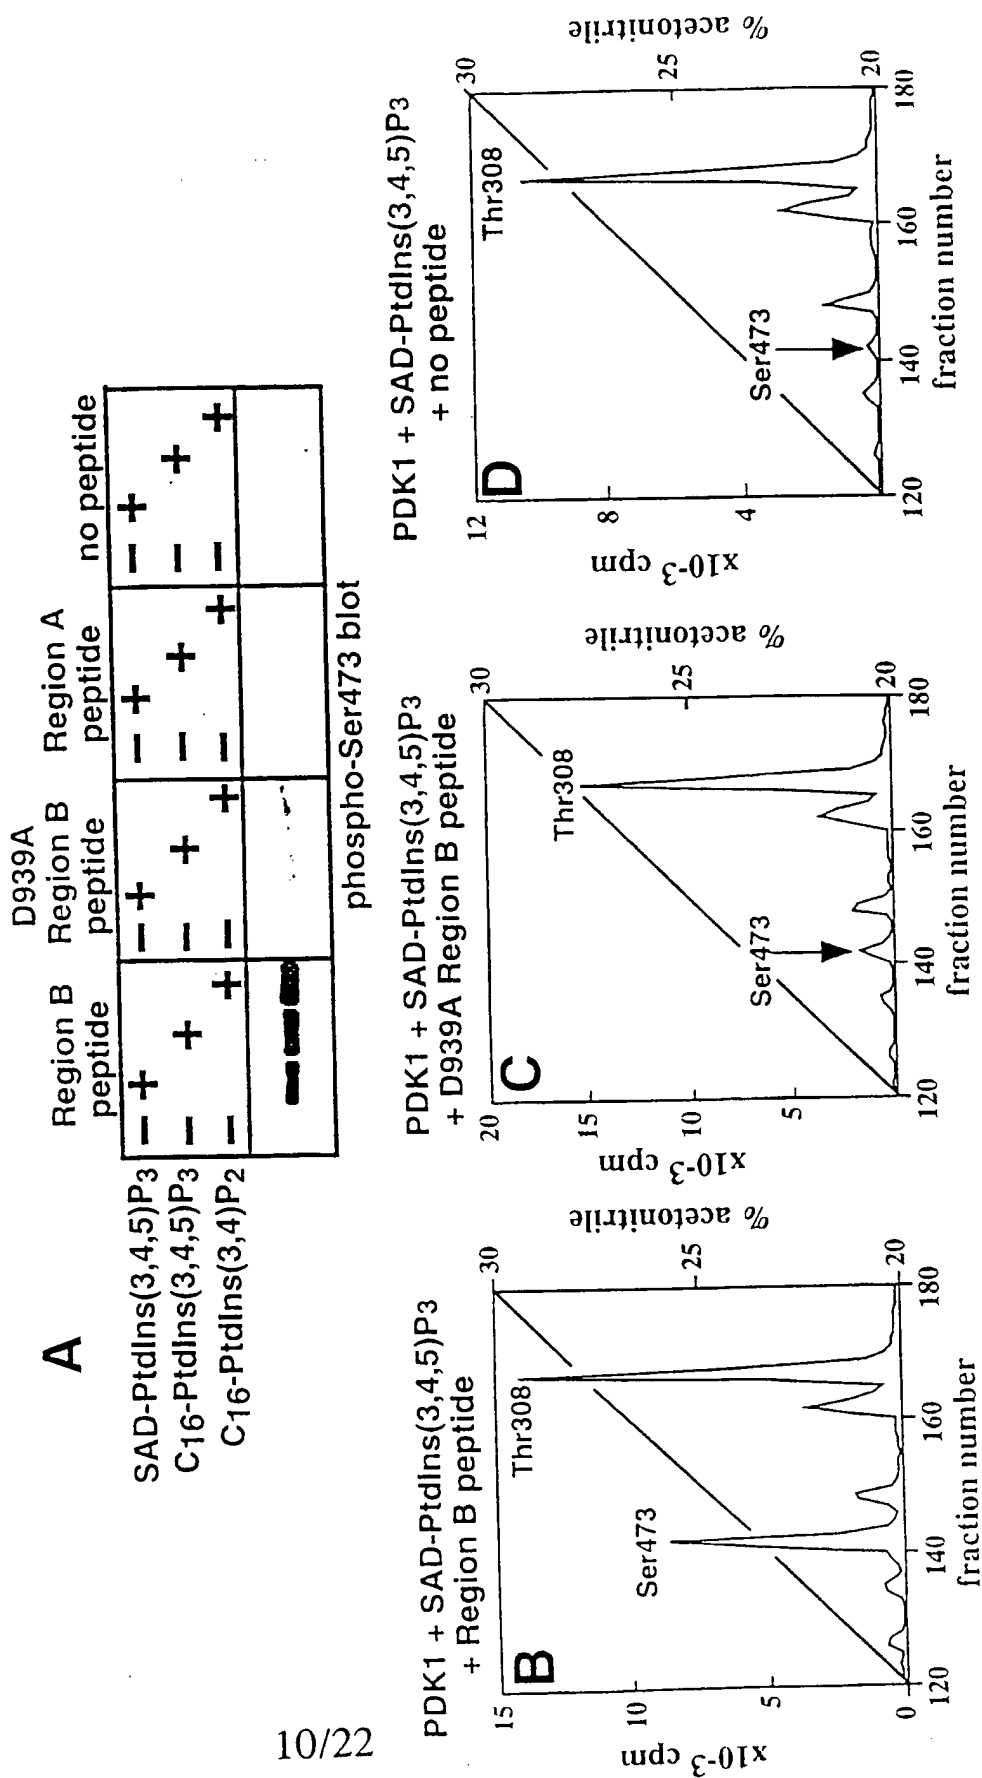 10/22
A
Region B
peptide
D939A
Region B
peptide
Region A
peptide
no peptide
SAD-PtdIns(3,4,5)P3 − + − + − + − +
C16-PtdIns(3,4,5)P3 − + − + − + − +
C16-PtdIns(3,4)P2 − + − + − + − +
phospho-Ser473 blot
PDK1 + SAD-PtdIns(3,4,5)P3
+ Region B peptide
B
x10-3 cpm
15
10
5
0
Ser473
Thr308
% acetonitrile
30
25
20
120 140 160 180
fraction number
PDK1 + SAD-PtdIns(3,4,5)P3
+ D939A Region B peptide
C
x10-3 cpm
20
15
10
5
Ser473
Thr308
% acetonitrile
30
25
20
120 140 160 180
fraction number
PDK1 + SAD-PtdIns(3,4,5)P3
+ no peptide
D
x10-3 cpm
12
8
4
Ser473
Thr308
% acetonitrile
30
25
20
120 140 160 180
fraction number